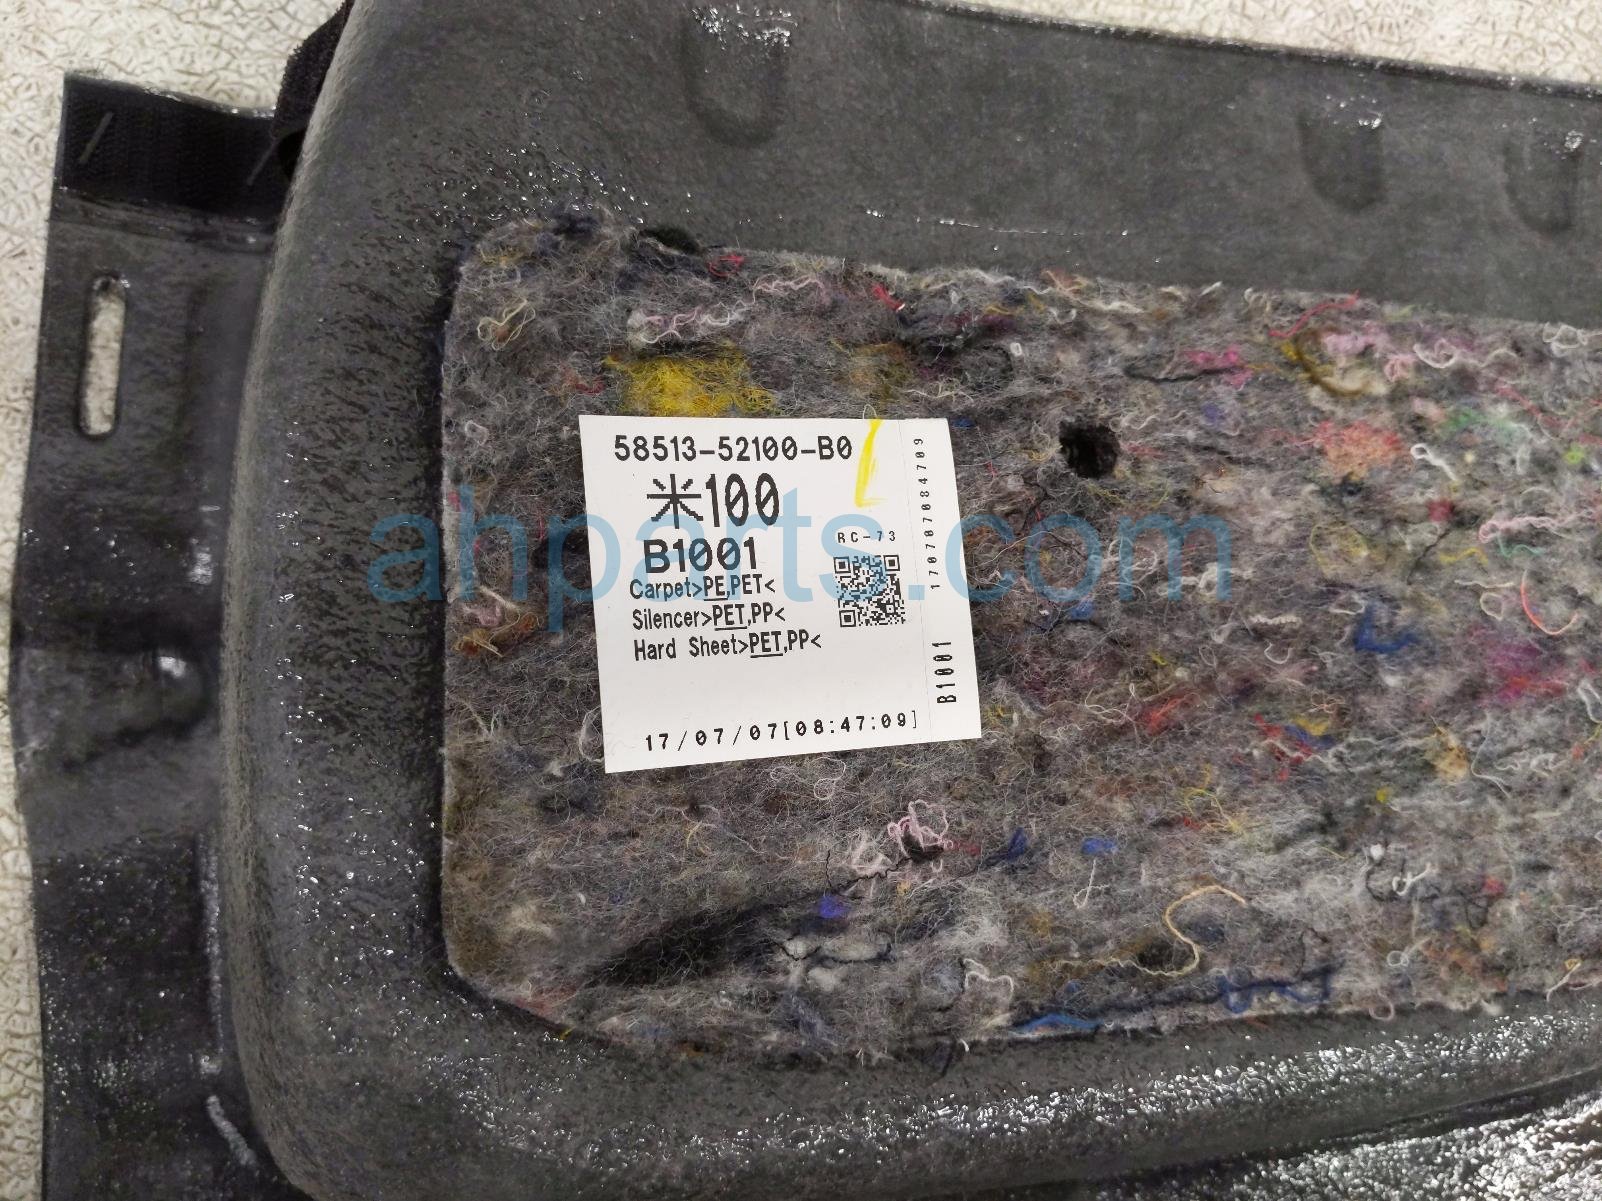 58513-52100-B0
米100
B1001
RC-73
Carpet>PE,PET<
Silencer>PET,PP<
Hard Sheet>PET,PP<
17/07/07[08:47:09]
170707084709
B1001
ahparts.com